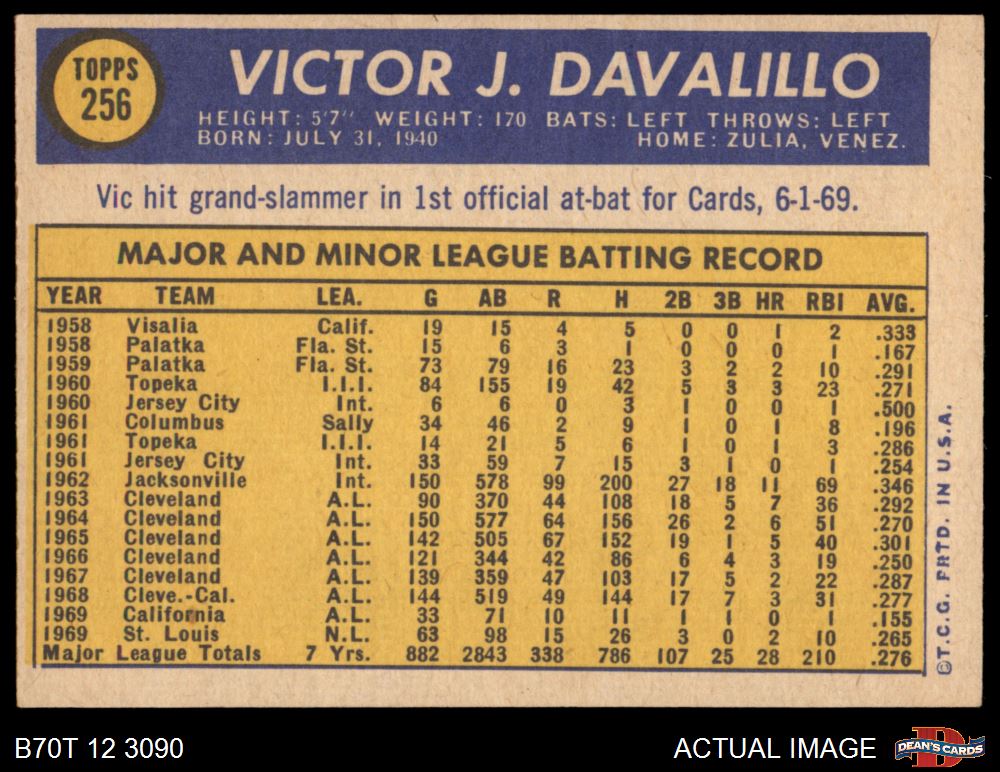 TOPPS
256
VICTOR J. DAVALILLO
HEIGHT: 5'7" WEIGHT: 170 BATS: LEFT THROWS: LEFT
BORN: JULY 31, 1940 HOME: ZULIA, VENEZ.
Vic hit grand-slammer in 1st official at-bat for Cards, 6-1-69.
MAJOR AND MINOR LEAGUE BATTING RECORD
YEAR TEAM LEA. G AB R H 2B 3B HR RBI AVG.
1958 Visalia Calif. 19 15 4 5 0 0 1 2 .333
1958 Palatka Fla. St. 15 6 3 1 0 0 0 1 .167
1959 Palatka Fla. St. 73 79 16 23 3 2 2 10 .291
1960 Topeka I.I.I. 84 155 19 42 5 3 3 23 .271
1960 Jersey City Int. 6 6 0 3 1 0 0 1 .500
1961 Columbus Sally 34 46 2 9 1 0 1 8 .196
1961 Topeka I.I.I. 14 21 5 6 1 0 1 3 .286
1961 Jersey City Int. 33 59 7 15 3 1 0 1 .254
1962 Jacksonville Int. 150 578 99 200 27 18 11 69 .346
1963 Cleveland A.L. 90 370 44 108 18 5 7 36 .292
1964 Cleveland A.L. 150 577 64 156 26 2 6 51 .270
1965 Cleveland A.L. 142 505 67 152 19 1 5 40 .301
1966 Cleveland A.L. 121 344 42 86 6 4 3 19 .250
1967 Cleveland A.L. 139 359 47 103 17 5 2 22 .287
1968 Cleve.-Cal. A.L. 144 519 49 144 17 7 3 31 .277
1969 California A.L. 33 71 10 11 1 1 0 1 .155
1969 St. Louis N.L. 63 98 15 26 3 0 2 10 .265
Major League Totals 7 Yrs. 882 2843 338 786 107 25 28 210 .276
©T.C.G. PRTD. IN U.S.A.
B70T 12 3090
ACTUAL IMAGE
DEAN'S CARDS